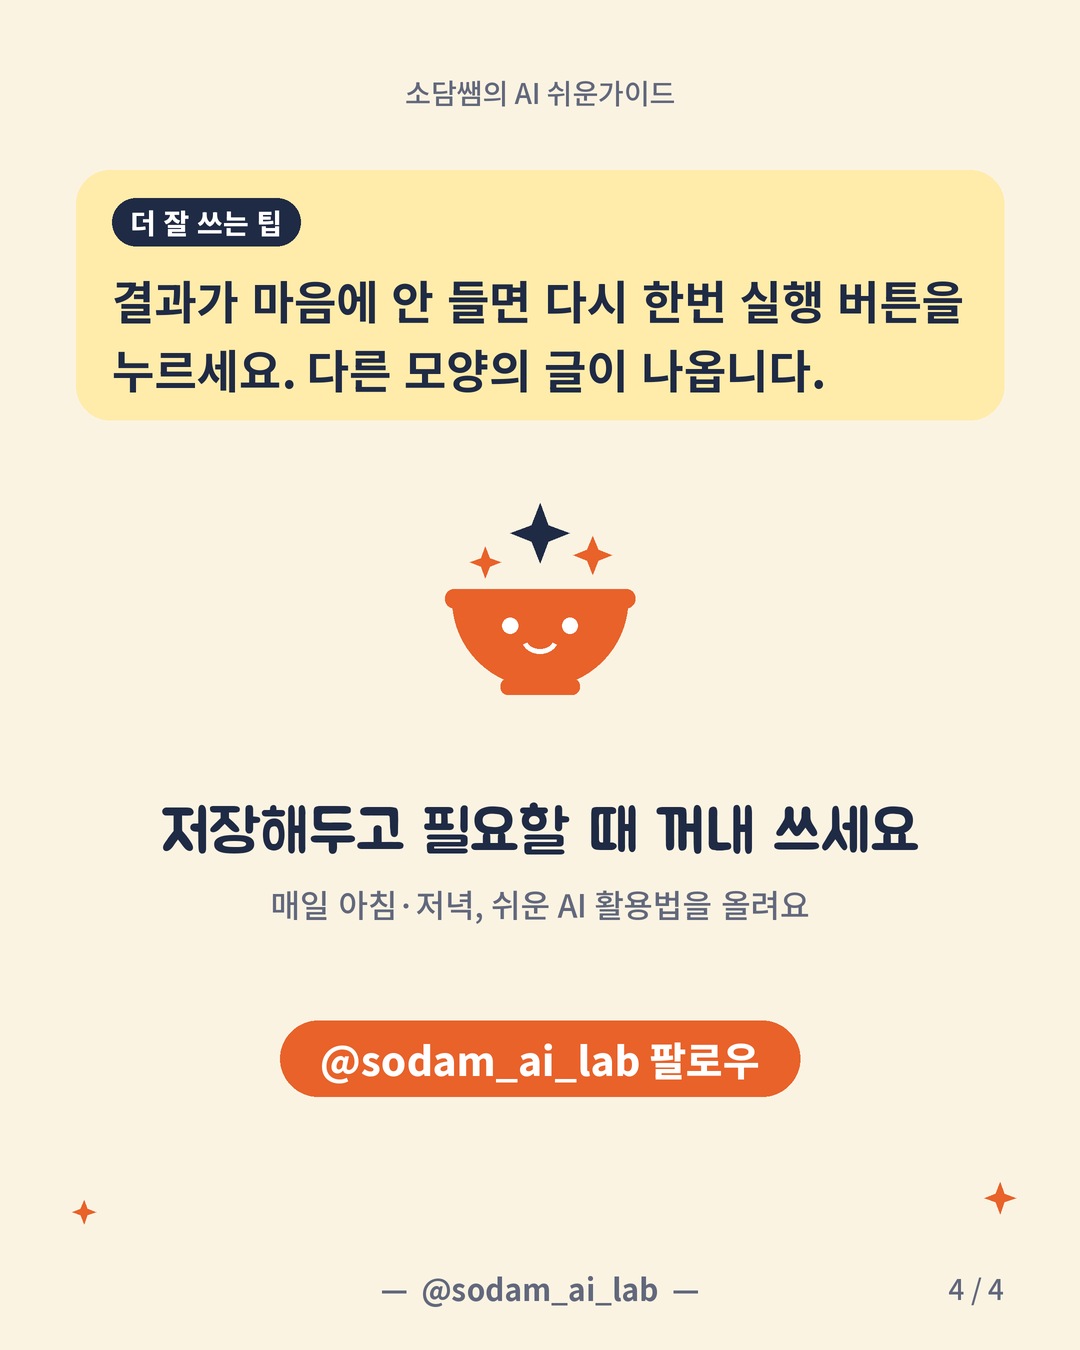 소담쌤의 AI 쉬운가이드
더 잘 쓰는 팁
결과가 마음에 안 들면 다시 한번 실행 버튼을
누르세요. 다른 모양의 글이 나옵니다.
저장해두고 필요할 때 꺼내 쓰세요
매일 아침·저녁, 쉬운 AI 활용법을 올려요
@sodam_ai_lab 팔로우
— @sodam_ai_lab —
4 / 4